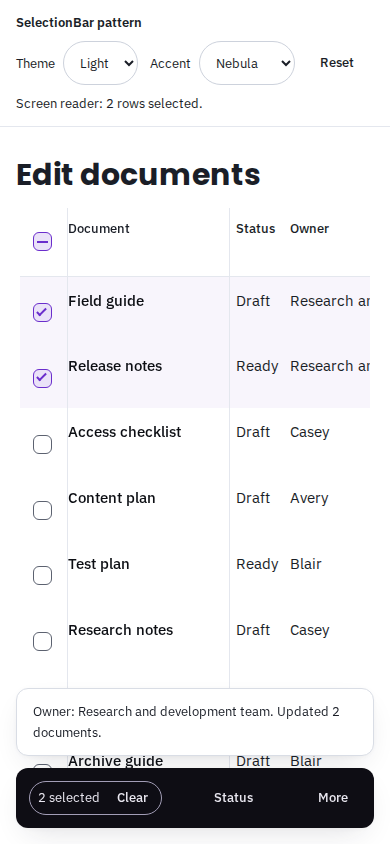 SelectionBar pattern
Theme Light Accent Nebula Reset
Screen reader: 2 rows selected.
Edit documents
Document Status Owner
Field guide Draft Research ar
Release notes Ready Research ar
Access checklist Draft Casey
Content plan Draft Avery
Test plan Ready Blair
Research notes Draft Casey
Owner: Research and development team. Updated 2
documents.
Archive guide Draft Blair
2 selected Clear Status More